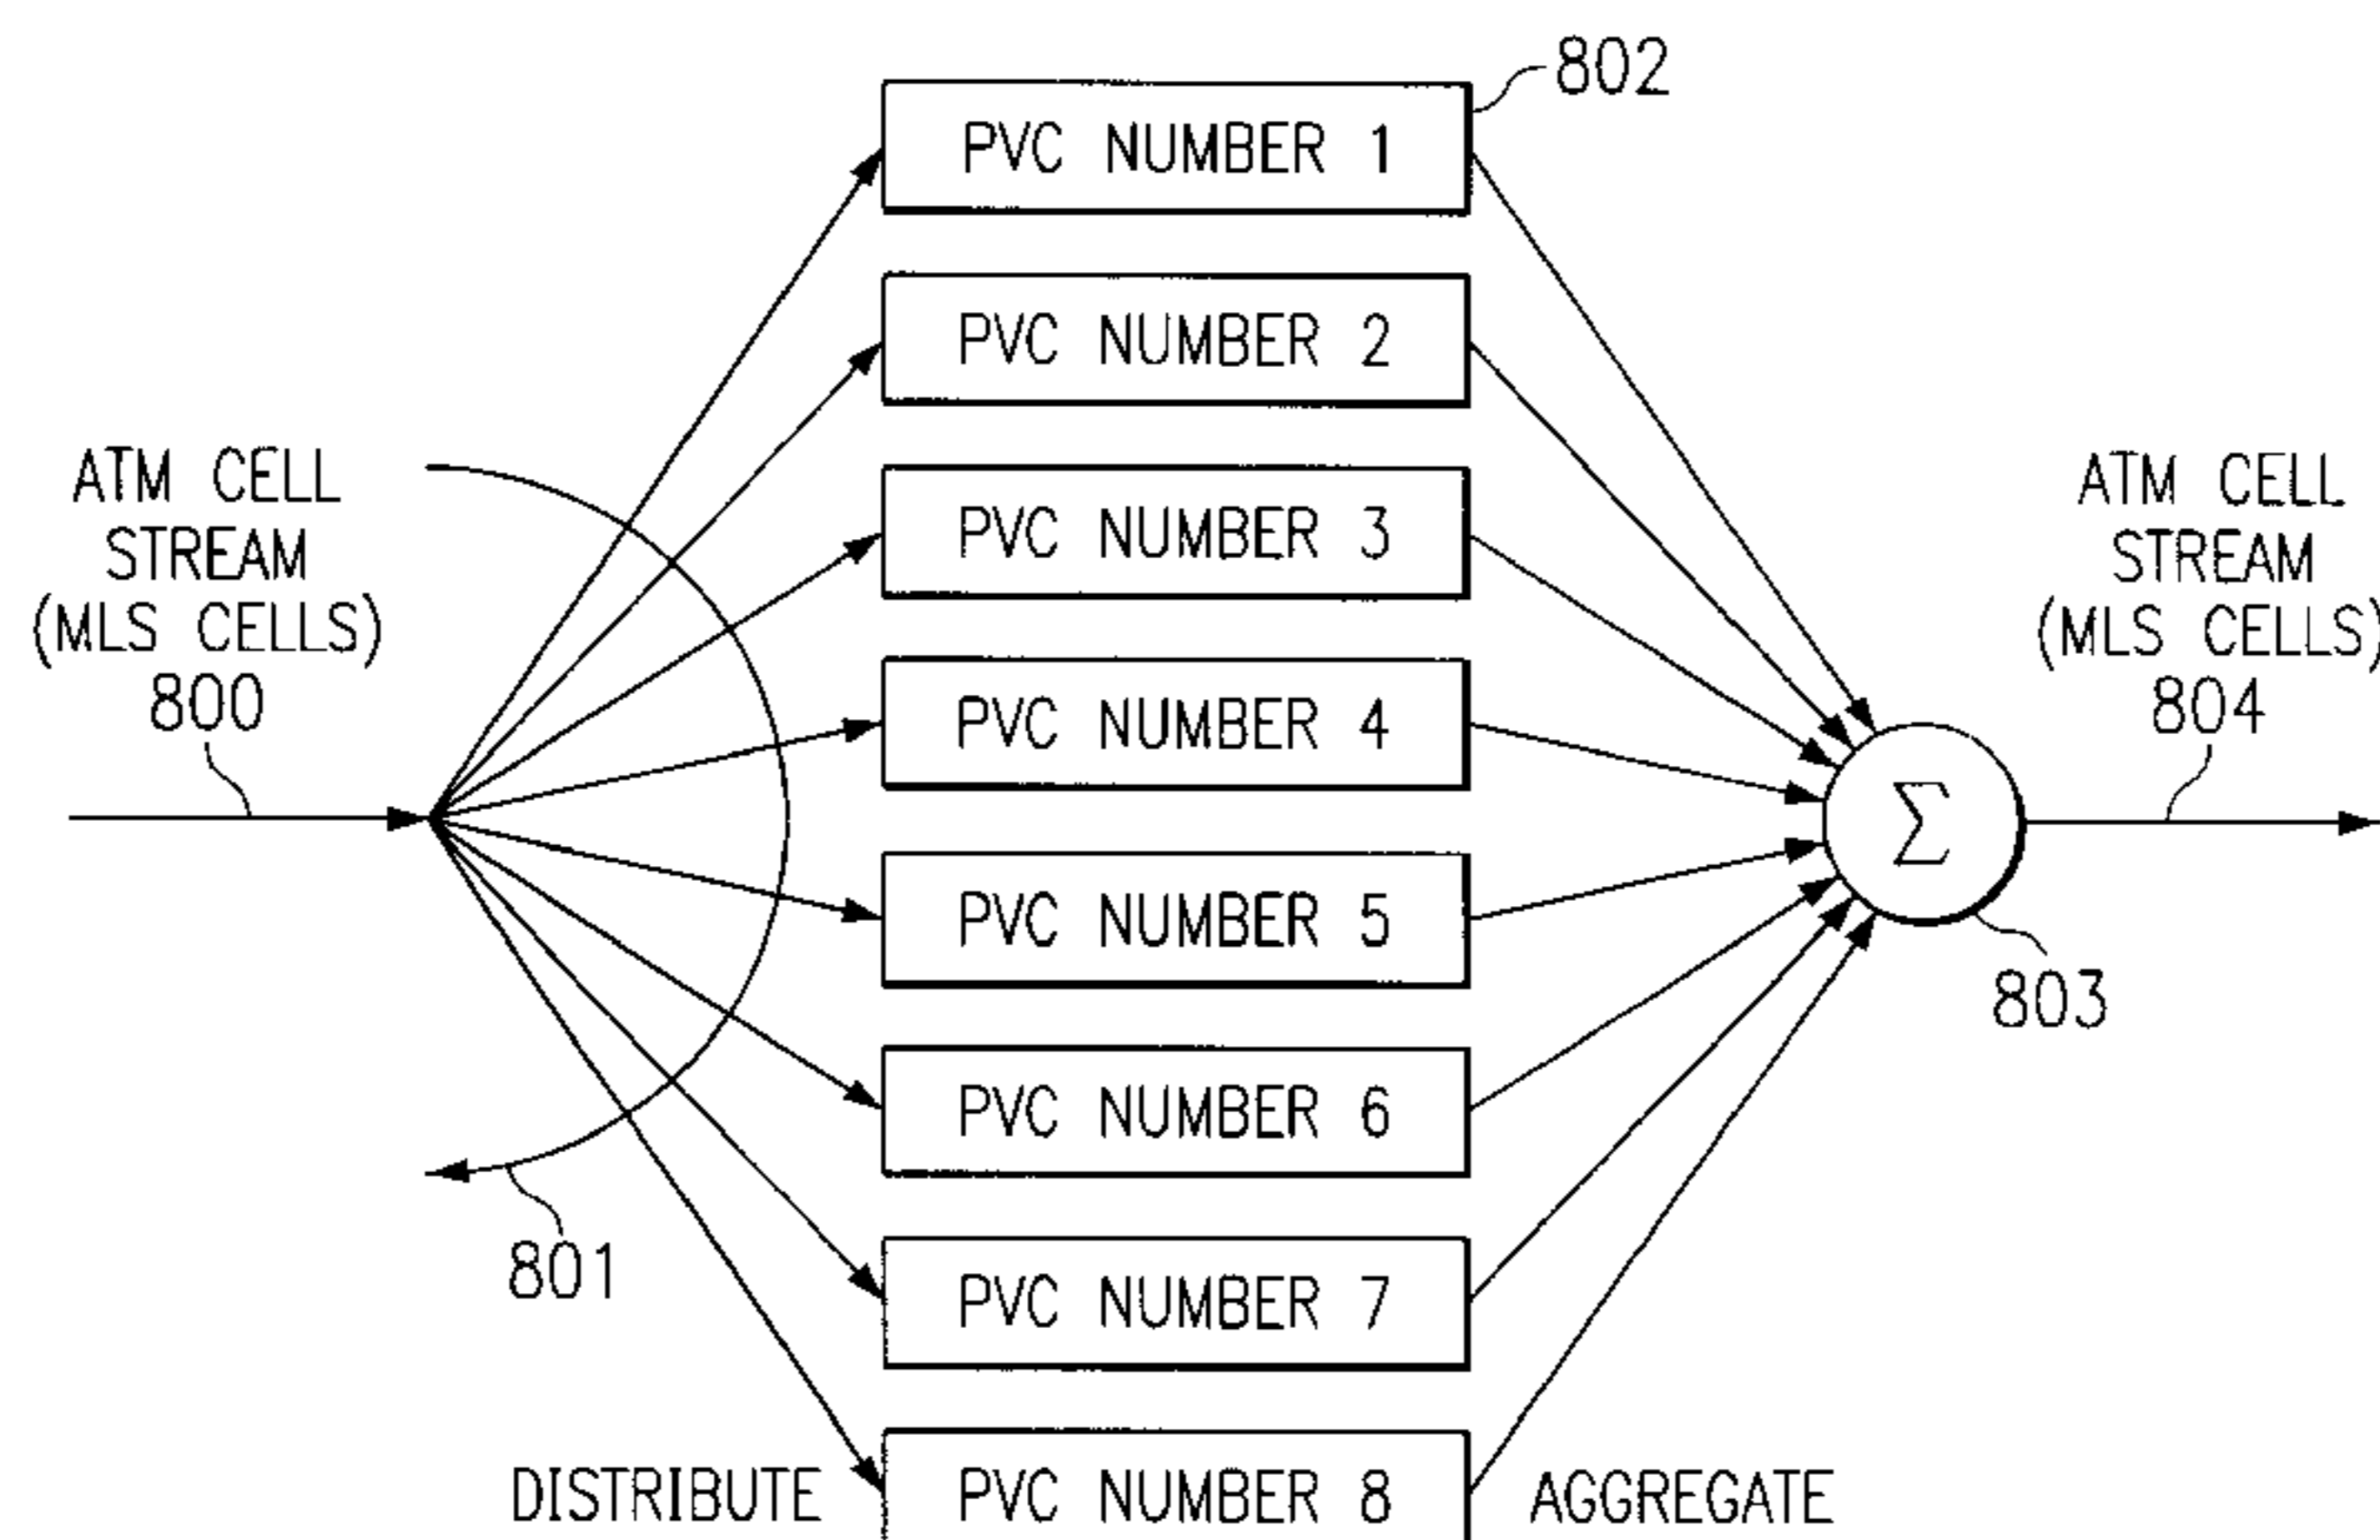 802
PVC NUMBER 1
PVC NUMBER 2
ATM CELL
STREAM
(MLS CELLS)
800
PVC NUMBER 3
PVC NUMBER 4
PVC NUMBER 5
PVC NUMBER 6
PVC NUMBER 7
PVC NUMBER 8
801
DISTRIBUTE
AGGREGATE
Σ
803
ATM CELL
STREAM
(MLS CELLS)
804